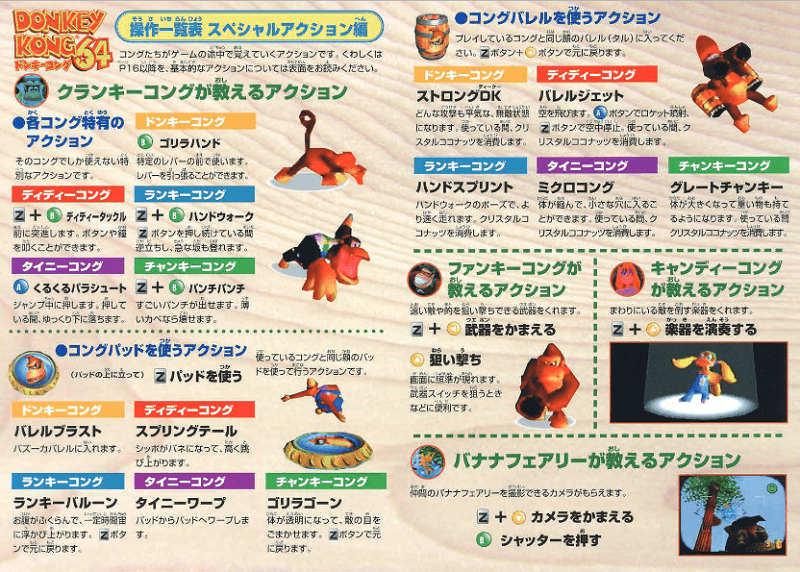 DONKEY
KONG 64
ドンキーコング
操作一覧表 スペシャルアクション編
コングたちがゲームの途中で覚えていくアクションです。くわしくは
P16以降を、基本的なアクションについては表面をお読みください。
クランキーコングが教えるアクション
●各コング特有の
アクション
そのコングでしか使えない特
別なアクションです。
ドンキーコング
B ゴリラハンド
特定のレバーの前で使います。
レバーを引っ張ることができます。
ディディーコング
Z + B ディディータックル
前に突進します。ボタンや鐘
を叩くことができます。
ランキーコング
Z + B ハンドウォーク
Z ボタンを押し続けている間
逆立ちし、急な坂も登れます。
タイニーコング
A くるくるパラシュート
ジャンプ中に押します。押して
いる間、ゆっくり下に落ちます。
チャンキーコング
Z + B パンチパンチ
すごいパンチが出せます。薄
いカベなら壊せます。
●コングパッドを使うアクション
(パッドの上に立って) Z パッドを使う
使っているコングと同じ顔のパッ
ドを使って行うアクションです。
ドンキーコング
バレルブラスト
バズーカバレルに入れます。
ディディーコング
スプリングテール
シッポがバネになって、高く跳
び上がります。
ランキーコング
ランキーバルーン
お腹がふくらんで、一定時間宙
に浮かび上がります。Z ボタ
ンで元に戻ります。
タイニーコング
タイニーワープ
パッドからパッドへワープしま
す。
チャンキーコング
ゴリラゴーン
体が透明になって、敵の目を
ごまかせます。Z ボタンで元
に戻ります。
●コングバレルを使うアクション
プレイしているコングと同じ顔のバレル(タル)に入ってくだ
さい。Z ボタン+ ボタンで元に戻ります。
ドンキーコング
ストロングDK
どんな攻撃も平気な、無敵状態
になります。使っている間、クリ
スタルココナッツを消費します。
ディディーコング
バレルジェット
空を飛びます。A ボタンでロケット噴射、
Z ボタンで空中停止。使っている間、ク
リスタルココナッツを消費します。
ランキーコング
ハンドスプリント
ハンドウォークのポーズで、よ
り速く走れます。クリスタルコ
コナッツを消費します。
タイニーコング
ミクロコング
体が縮んで、小さな穴に入るこ
とができます。使っている間、ク
リスタルココナッツを消費します。
チャンキーコング
グレートチャンキー
体が大きくなって重い物も持て
るようになります。使っている間
クリスタルココナッツを消費します。
ファンキーコングが
教えるアクション
遠い敵や的を狙い撃ちできる武器をくれます。
Z + 武器をかまえる
狙い撃ち
画面に照準が現れます。
武器スイッチを狙うとき
などに便利です。
キャンディーコング
が教えるアクション
まわりにいる敵を倒す楽器をくれます。
Z + 楽器を演奏する
バナナフェアリーが教えるアクション
仲間のバナナフェアリーを撮影できるカメラがもらえます。
Z + カメラをかまえる
B シャッターを押す